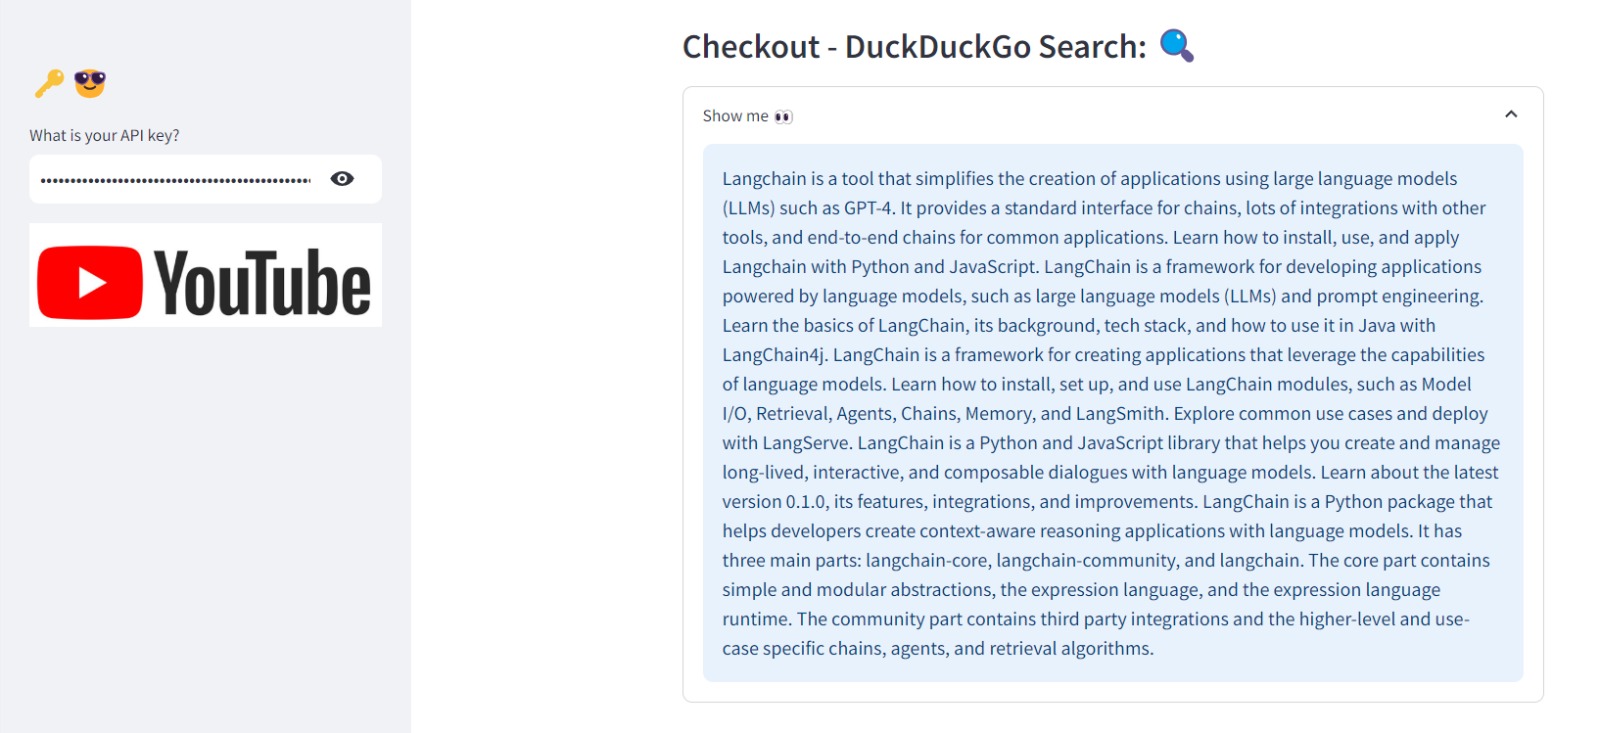 What is your API key?
YouTube
Checkout - DuckDuckGo Search:
Show me
Langchain is a tool that simplifies the creation of applications using large language models
(LLMs) such as GPT-4. It provides a standard interface for chains, lots of integrations with other
tools, and end-to-end chains for common applications. Learn how to install, use, and apply
Langchain with Python and JavaScript. LangChain is a framework for developing applications
powered by language models, such as large language models (LLMs) and prompt engineering.
Learn the basics of LangChain, its background, tech stack, and how to use it in Java with
LangChain4j. LangChain is a framework for creating applications that leverage the capabilities
of language models. Learn how to install, set up, and use LangChain modules, such as Model
I/O, Retrieval, Agents, Chains, Memory, and LangSmith. Explore common use cases and deploy
with LangServe. LangChain is a Python and JavaScript library that helps you create and manage
long-lived, interactive, and composable dialogues with language models. Learn about the latest
version 0.1.0, its features, integrations, and improvements. LangChain is a Python package that
helps developers create context-aware reasoning applications with language models. It has
three main parts: langchain-core, langchain-community, and langchain. The core part contains
simple and modular abstractions, the expression language, and the expression language
runtime. The community part contains third party integrations and the higher-level and use-
case specific chains, agents, and retrieval algorithms.